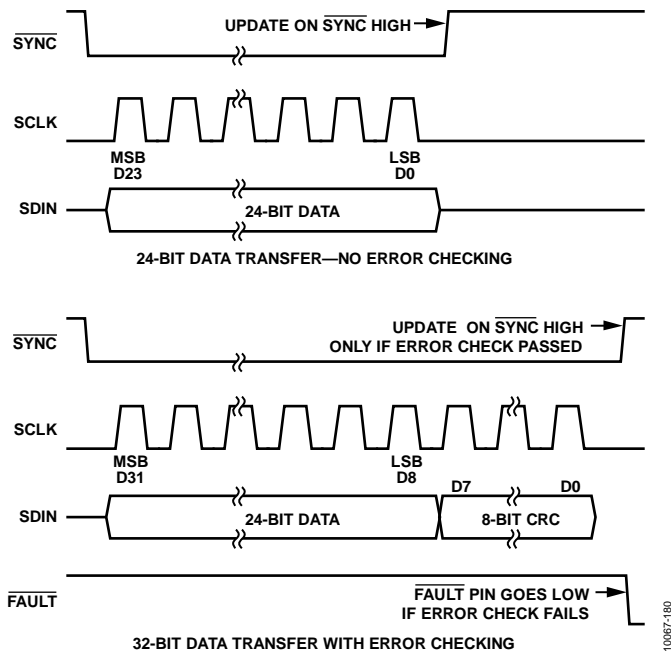 UPDATE ON SYNC HIGH
SYNC
SCLK
MSB
D23
LSB
D0
SDIN
24-BIT DATA
24-BIT DATA TRANSFER—NO ERROR CHECKING
UPDATE ON SYNC HIGH
ONLY IF ERROR CHECK PASSED
SYNC
SCLK
MSB
D31
LSB
D8
D7
D0
SDIN
24-BIT DATA
8-BIT CRC
FAULT
FAULT PIN GOES LOW
IF ERROR CHECK FAILS
32-BIT DATA TRANSFER WITH ERROR CHECKING
10067-180